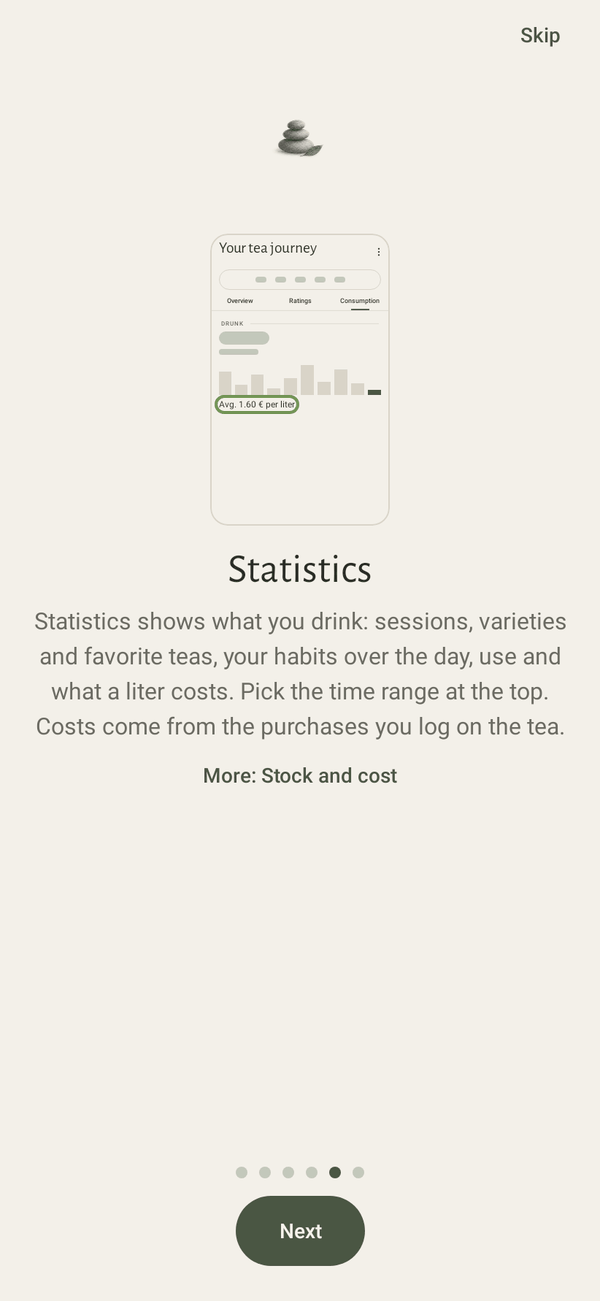 Skip
Your tea journey
Overview Ratings Consumption
DRUNK
Avg. 1.60 € per liter
Statistics
Statistics shows what you drink: sessions, varieties
and favorite teas, your habits over the day, use and
what a liter costs. Pick the time range at the top.
Costs come from the purchases you log on the tea.
More: Stock and cost
Next